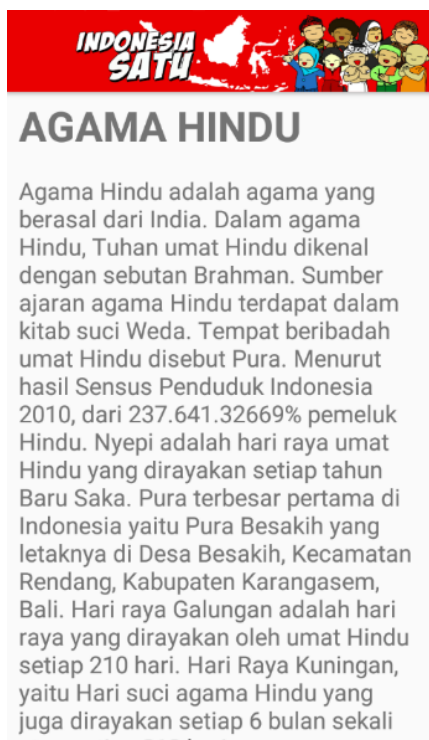 INDONESIA
SATU
AGAMA HINDU
Agama Hindu adalah agama yang
berasal dari India. Dalam agama
Hindu, Tuhan umat Hindu dikenal
dengan sebutan Brahman. Sumber
ajaran agama Hindu terdapat dalam
kitab suci Weda. Tempat beribadah
umat Hindu disebut Pura. Menurut
hasil Sensus Penduduk Indonesia
2010, dari 237.641.32669% pemeluk
Hindu. Nyepi adalah hari raya umat
Hindu yang dirayakan setiap tahun
Baru Saka. Pura terbesar pertama di
Indonesia yaitu Pura Besakih yang
letaknya di Desa Besakih, Kecamatan
Rendang, Kabupaten Karangasem,
Bali. Hari raya Galungan adalah hari
raya yang dirayakan oleh umat Hindu
setiap 210 hari. Hari Raya Kuningan,
yaitu Hari suci agama Hindu yang
juga dirayakan setiap 6 bulan sekali